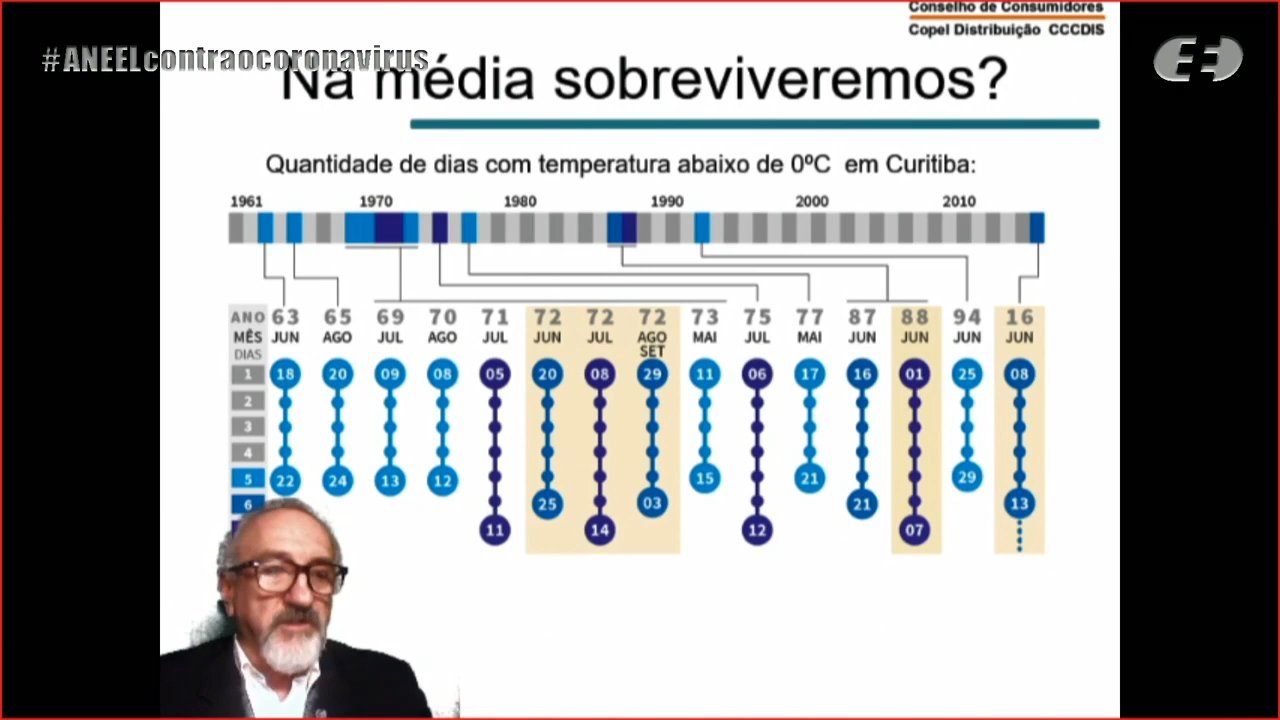 Conselho de Consumidores
Copel Distribuição CCCDIS
#ANEELcontraocoronavirus
Na média sobreviveremos?
Quantidade de dias com temperatura abaixo de 0ºC em Curitiba:
1961 1970 1980 1990 2000 2010
ANO 63 65 69 70 71 72 72 72 73 75 77 87 88 94 16
MÊS JUN AGO JUL AGO JUL JUN JUL AGO MAI JUL MAI JUN JUN JUN JUN
SET
DIAS
1 18 20 09 08 05 20 08 29 11 06 17 16 01 25 08
2
3
4
5 22 24 13 12 15 21 29
6 25 03 21 13
11 14 12 07